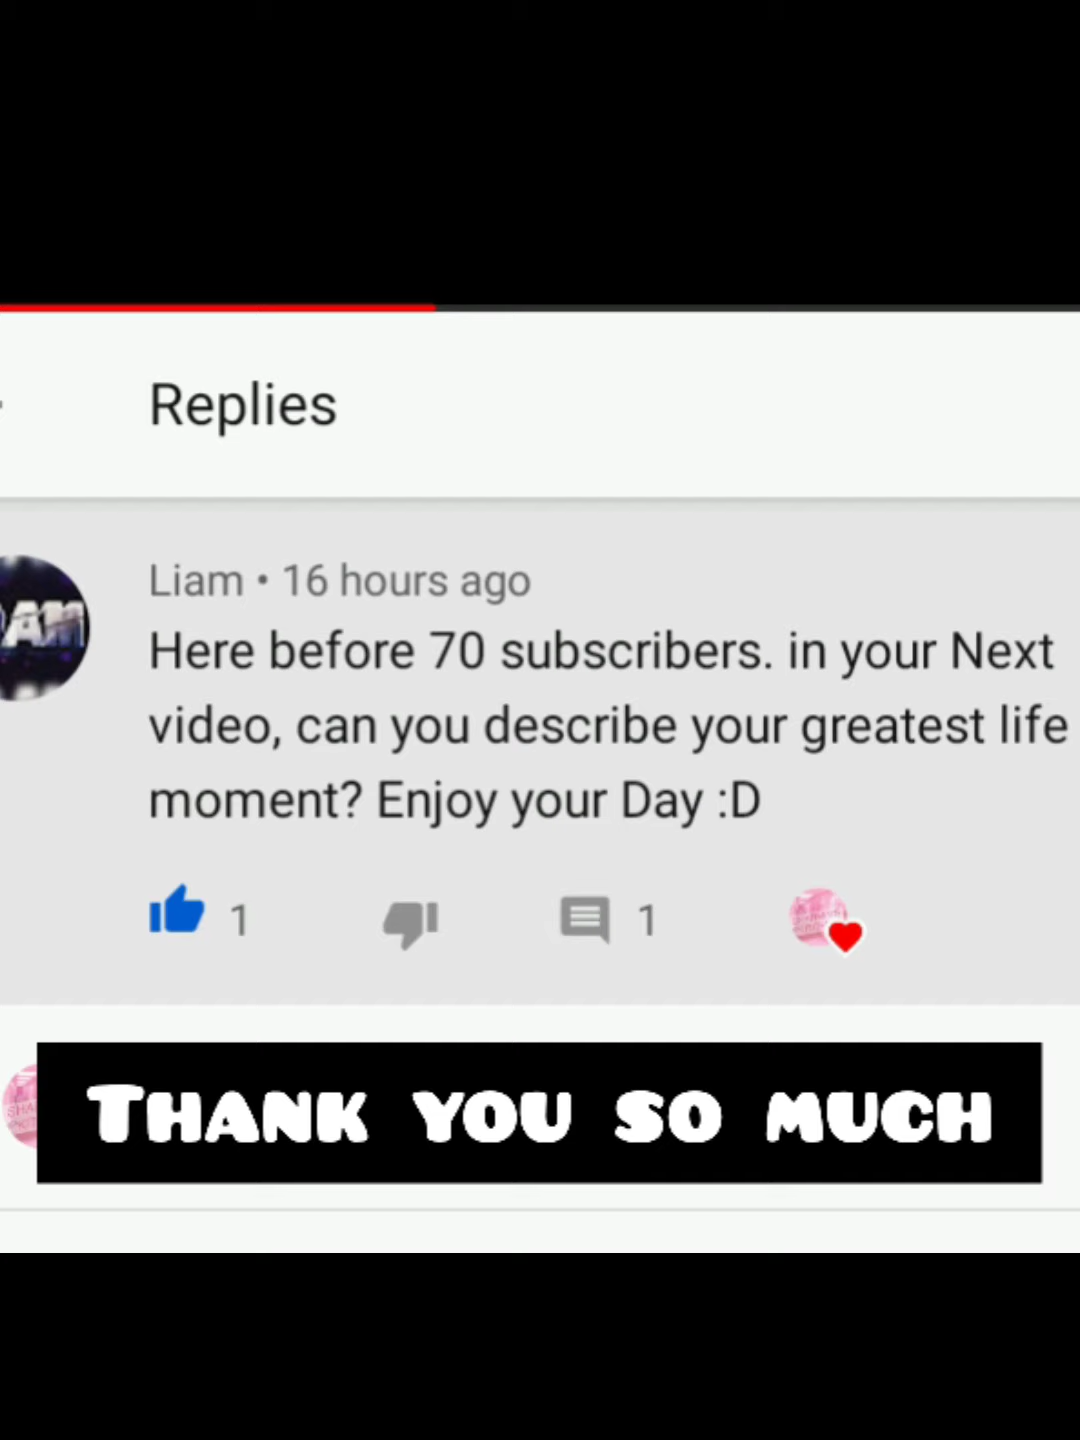 Replies
Liam • 16 hours ago
Here before 70 subscribers. in your Next
video, can you describe your greatest life
moment? Enjoy your Day :D
1
1
THANK YOU SO MUCH